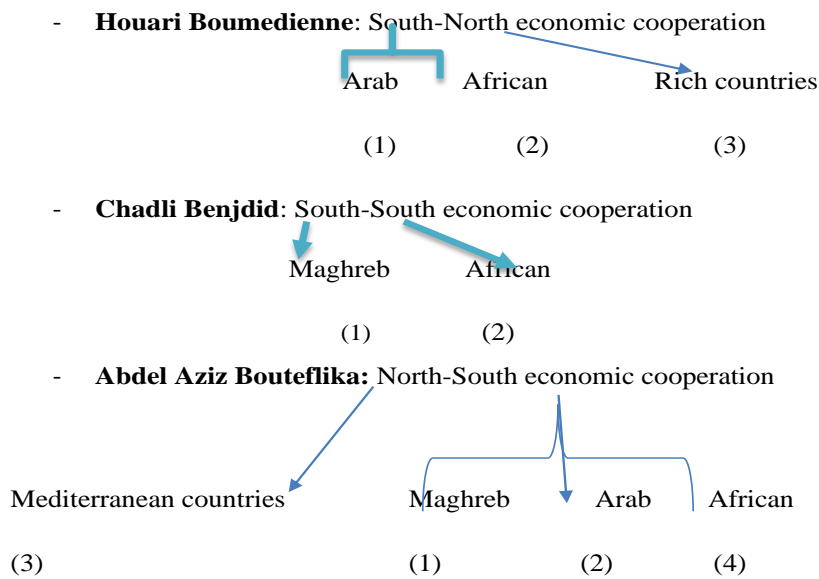 - Houari Boumedienne: South-North economic cooperation
Arab African Rich countries
(1) (2) (3)
- Chadli Benjdid: South-South economic cooperation
Maghreb African
(1) (2)
- Abdel Aziz Bouteflika: North-South economic cooperation
Mediterranean countries Maghreb Arab African
(3) (1) (2) (4)